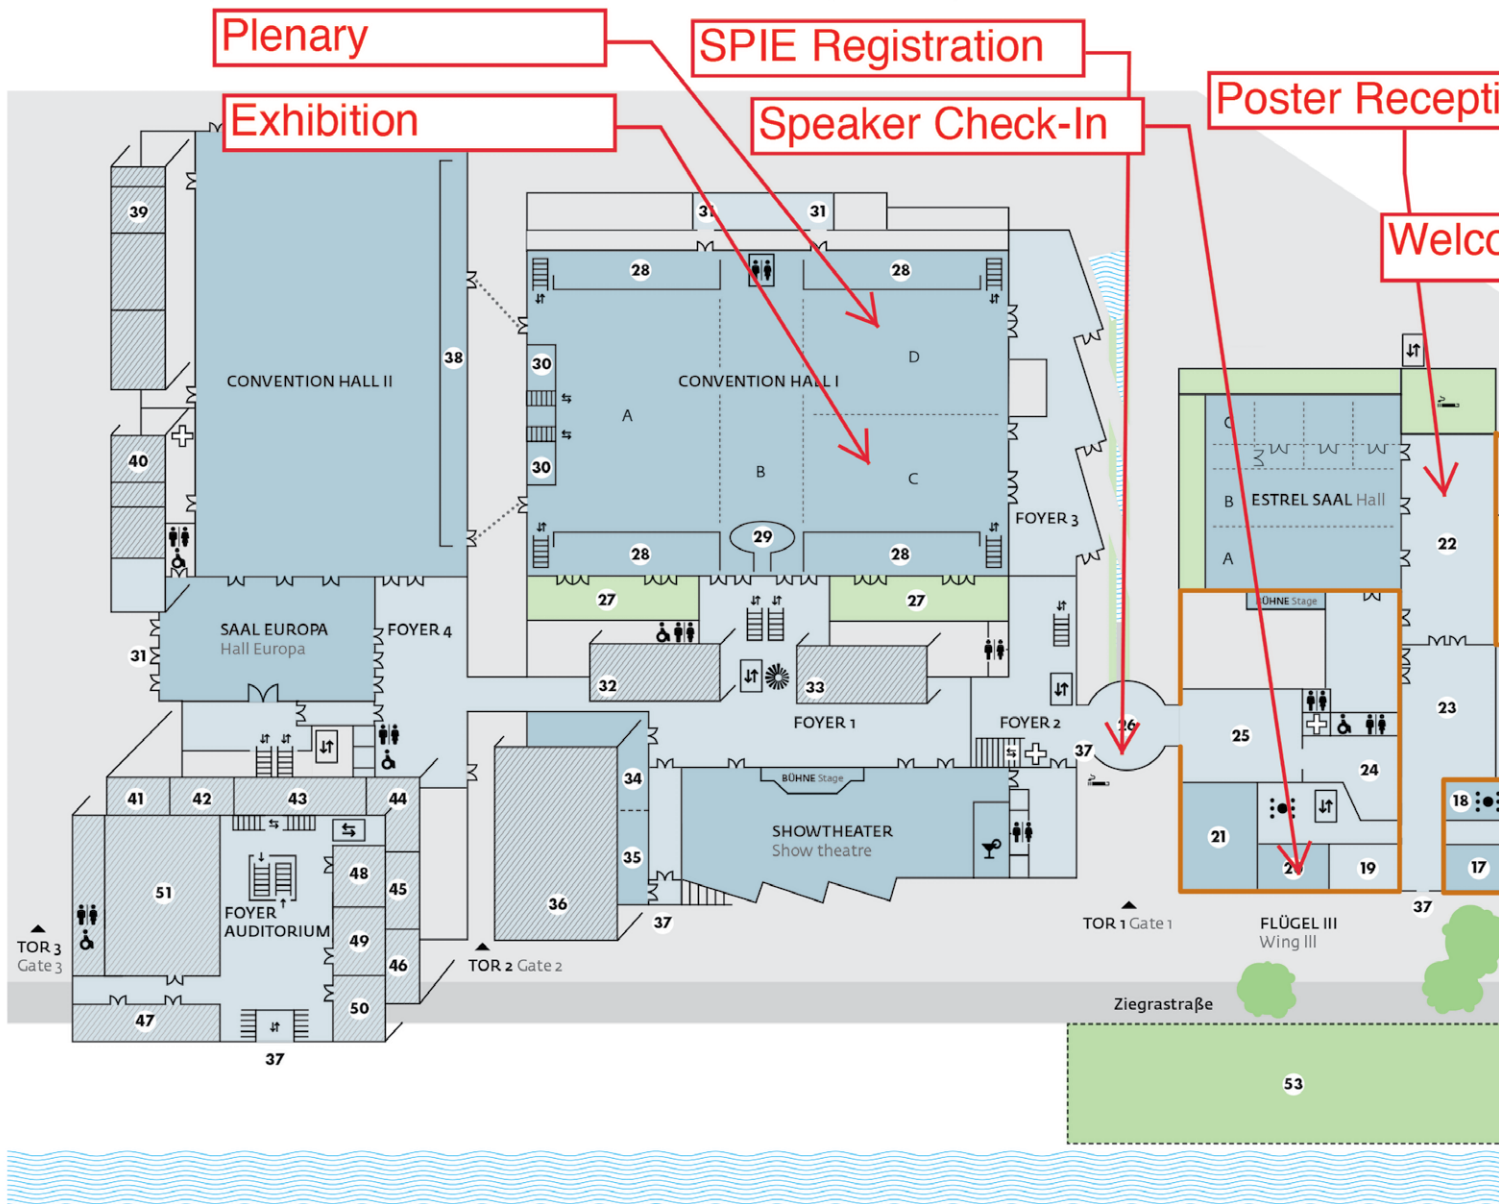 Plenary
SPIE Registration
Exhibition
Speaker Check-In
Poster Recepti
Welco
39
31
31
28
28
38
30
D
CONVENTION HALL II
CONVENTION HALL I
A
C
40
30
B
C
B
ESTREL SAAL Hall
29
FOYER 3
22
28
28
A
27
27
BÜHNE Stage
SAAL EUROPA
Hall Europa
FOYER 4
31
32
33
FOYER 1
FOYER 2
26
25
23
37
24
34
BÜHNE Stage
41
42
43
44
18
SHOWTHEATER
Show theatre
21
35
48
45
51
20
19
17
36
FOYER
AUDITORIUM
37
37
TOR 1 Gate 1
FLÜGEL III
Wing III
49
TOR 3
Gate 3
46
TOR 2 Gate 2
50
47
Ziegrastraße
37
53